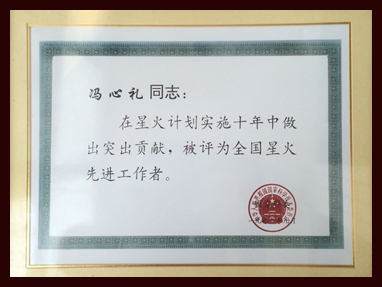 冯心礼同志：
在星火计划实施十年中做
出突出贡献，被评为全国星火
先进工作者。